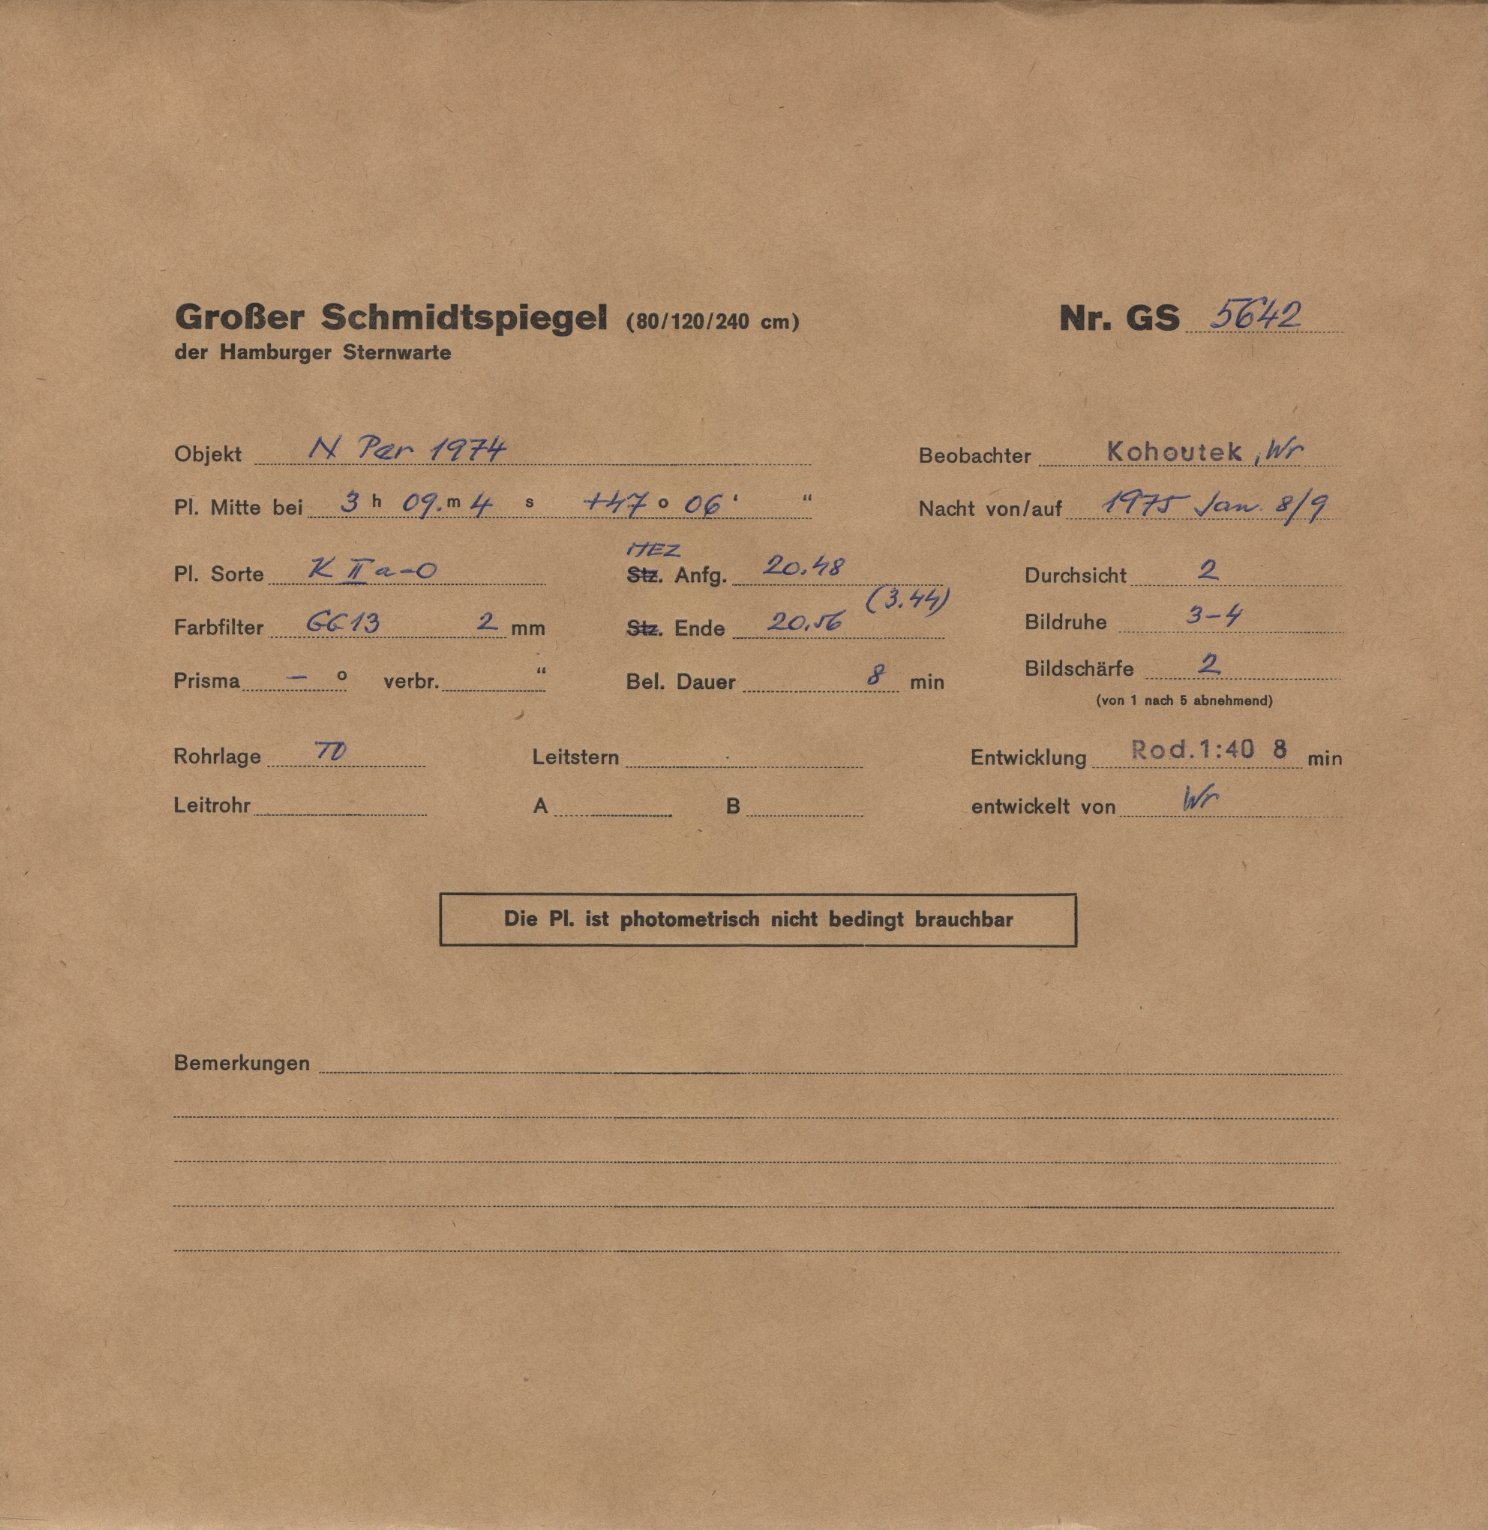 Großer Schmidtspiegel (80/120/240 cm) Nr. GS 5642
der Hamburger Sternwarte
Objekt N Per 1974 Beobachter Kohoutek, Wr
Pl. Mitte bei 3 h 09. m 4 s +47 o 06 ' “ Nacht von/auf 1975 Jan. 8/9
MEZ
Pl. Sorte K II a-O Stz. Anfg. 20.48 Durchsicht 2
(3.44)
Farbfilter GG13 2 mm Stz. Ende 20.56 Bildruhe 3-4
Prisma – o verbr. “ Bel. Dauer 8 min Bildschärfe 2
(von 1 nach 5 abnehmend)
Rohrlage TO Leitstern Entwicklung Rod. 1:40 8 min
Leitrohr A B entwickelt von Wr
Die Pl. ist photometrisch nicht bedingt brauchbar
Bemerkungen